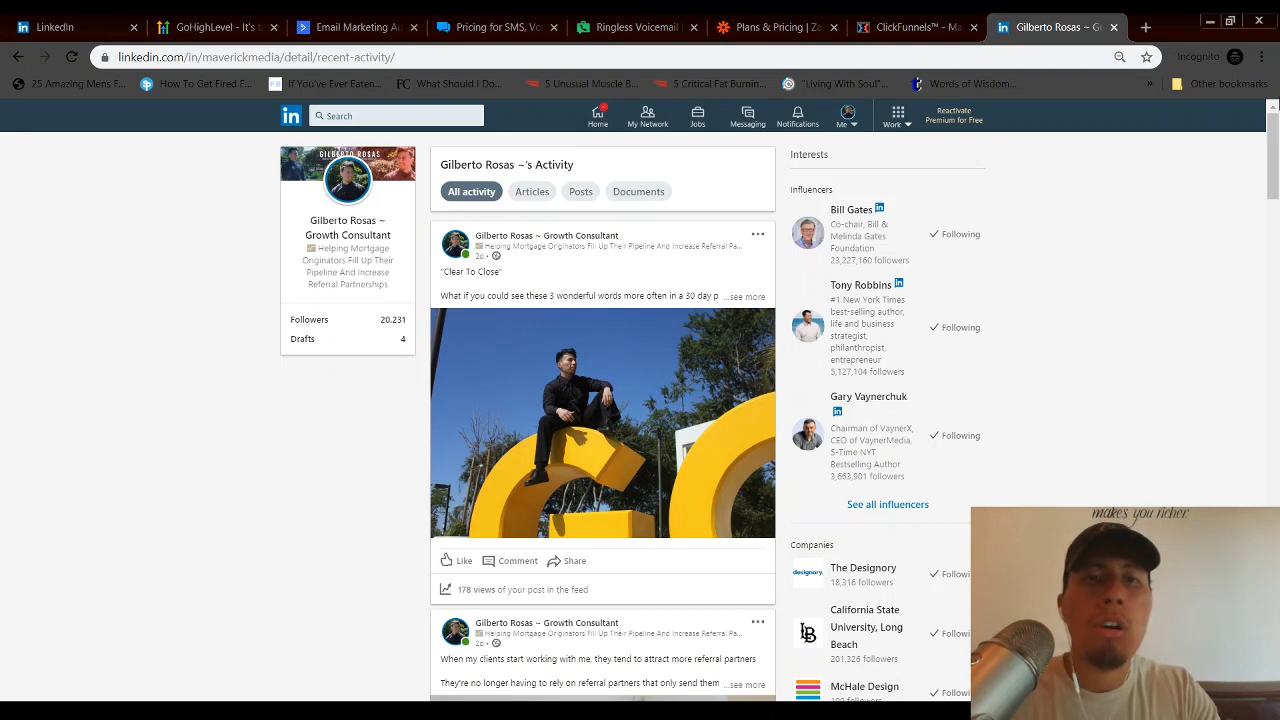 LinkedIn
GoHighLevel - It's t
Email Marketing Au
Pricing for SMS, Vo
Ringless Voicemail
Plans & Pricing | Za
ClickFunnels™ - Ma
Gilberto Rosas ~ G
linkedin.com/in/maverickmedia/detail/recent-activity/
Incognito
25 Amazing Mens F...
How To Get Fired F...
If You've Ever Eaten...
What Should I Do...
5 Unusual Muscle B...
5 Critical Fat Burnin...
"Living With Soul"...
Words of Wisdom...
»
Other bookmarks
in
Search
Home
My Network
Jobs
Messaging
Notifications
Me
Work
Reactivate
Premium for Free
GILBERTO ROSAS
Gilberto Rosas ~
Growth Consultant
Helping Mortgage
Originators Fill Up Their
Pipeline And Increase
Referral Partnerships
Followers 20,231
Drafts 4
Gilberto Rosas ~'s Activity
All activity
Articles
Posts
Documents
Gilberto Rosas ~ Growth Consultant
Helping Mortgage Originators Fill Up Their Pipeline And Increase Referral Pa...
2d •
"Clear To Close"
What if you could see these 3 wonderful words more often in a 30 day p ...see more
Like
Comment
Share
178 views of your post in the feed
Gilberto Rosas ~ Growth Consultant
Helping Mortgage Originators Fill Up Their Pipeline And Increase Referral Pa...
2d •
When my clients start working with me, they tend to attract more referral partners
They're no longer having to rely on referral partners that only send them ...see more
Interests
Influencers
Bill Gates in
Co-chair, Bill &
Melinda Gates
Foundation
23,227,160 followers
Following
Tony Robbins in
#1 New York Times
best-selling author,
life and business
strategist,
philanthropist,
entrepreneur
5,127,104 followers
Following
Gary Vaynerchuk
in
Chairman of VaynerX,
CEO of VaynerMedia,
5-Time NYT
Bestselling Author
3,663,901 followers
Following
See all influencers
Companies
designory.
The Designory
18,316 followers
Followi
LB
California State
University, Long
Beach
201,326 followers
McHale Design
makes you richer